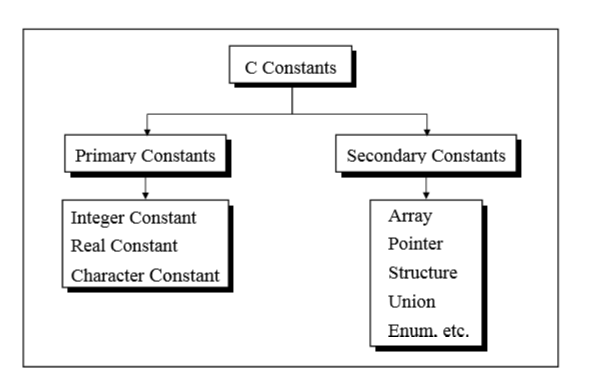 C Constants
Primary Constants
Secondary Constants
Integer Constant
Real Constant
Character Constant
Array
Pointer
Structure
Union
Enum. etc.